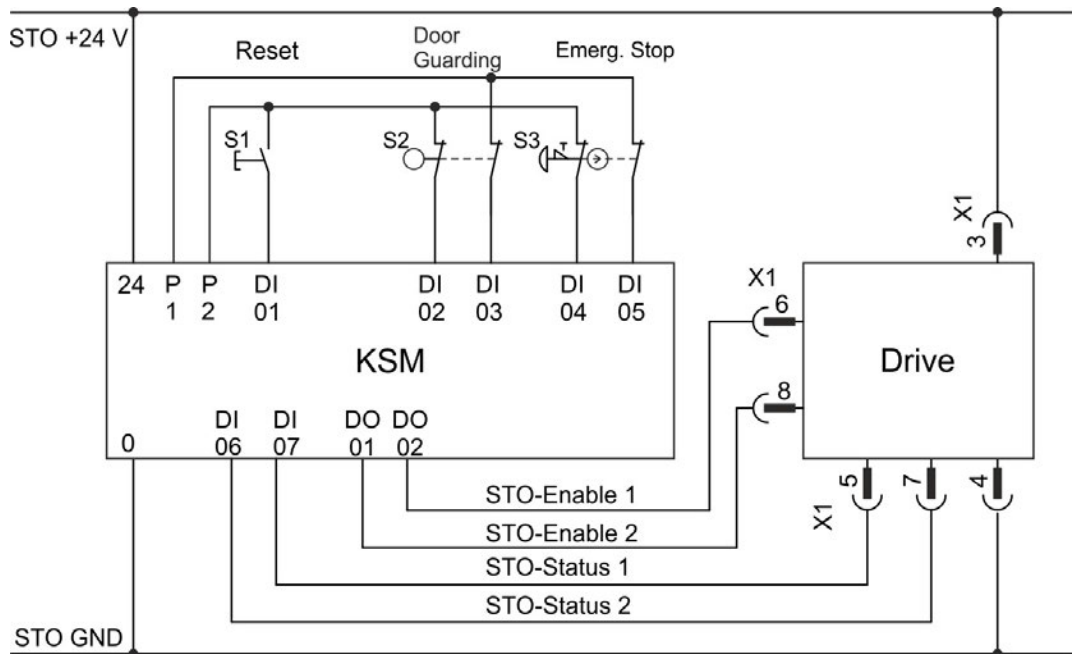 STO +24 V
Reset
Door
Guarding
Emerg. Stop
S1
S2
S3
X1
3
24 P P DI DI DI DI DI
1 2 01 02 03 04 05
X1
6
KSM
Drive
8
DI DI DO DO
0 06 07 01 02
5 7 4
X1
STO-Enable 1
STO-Enable 2
STO-Status 1
STO-Status 2
STO GND